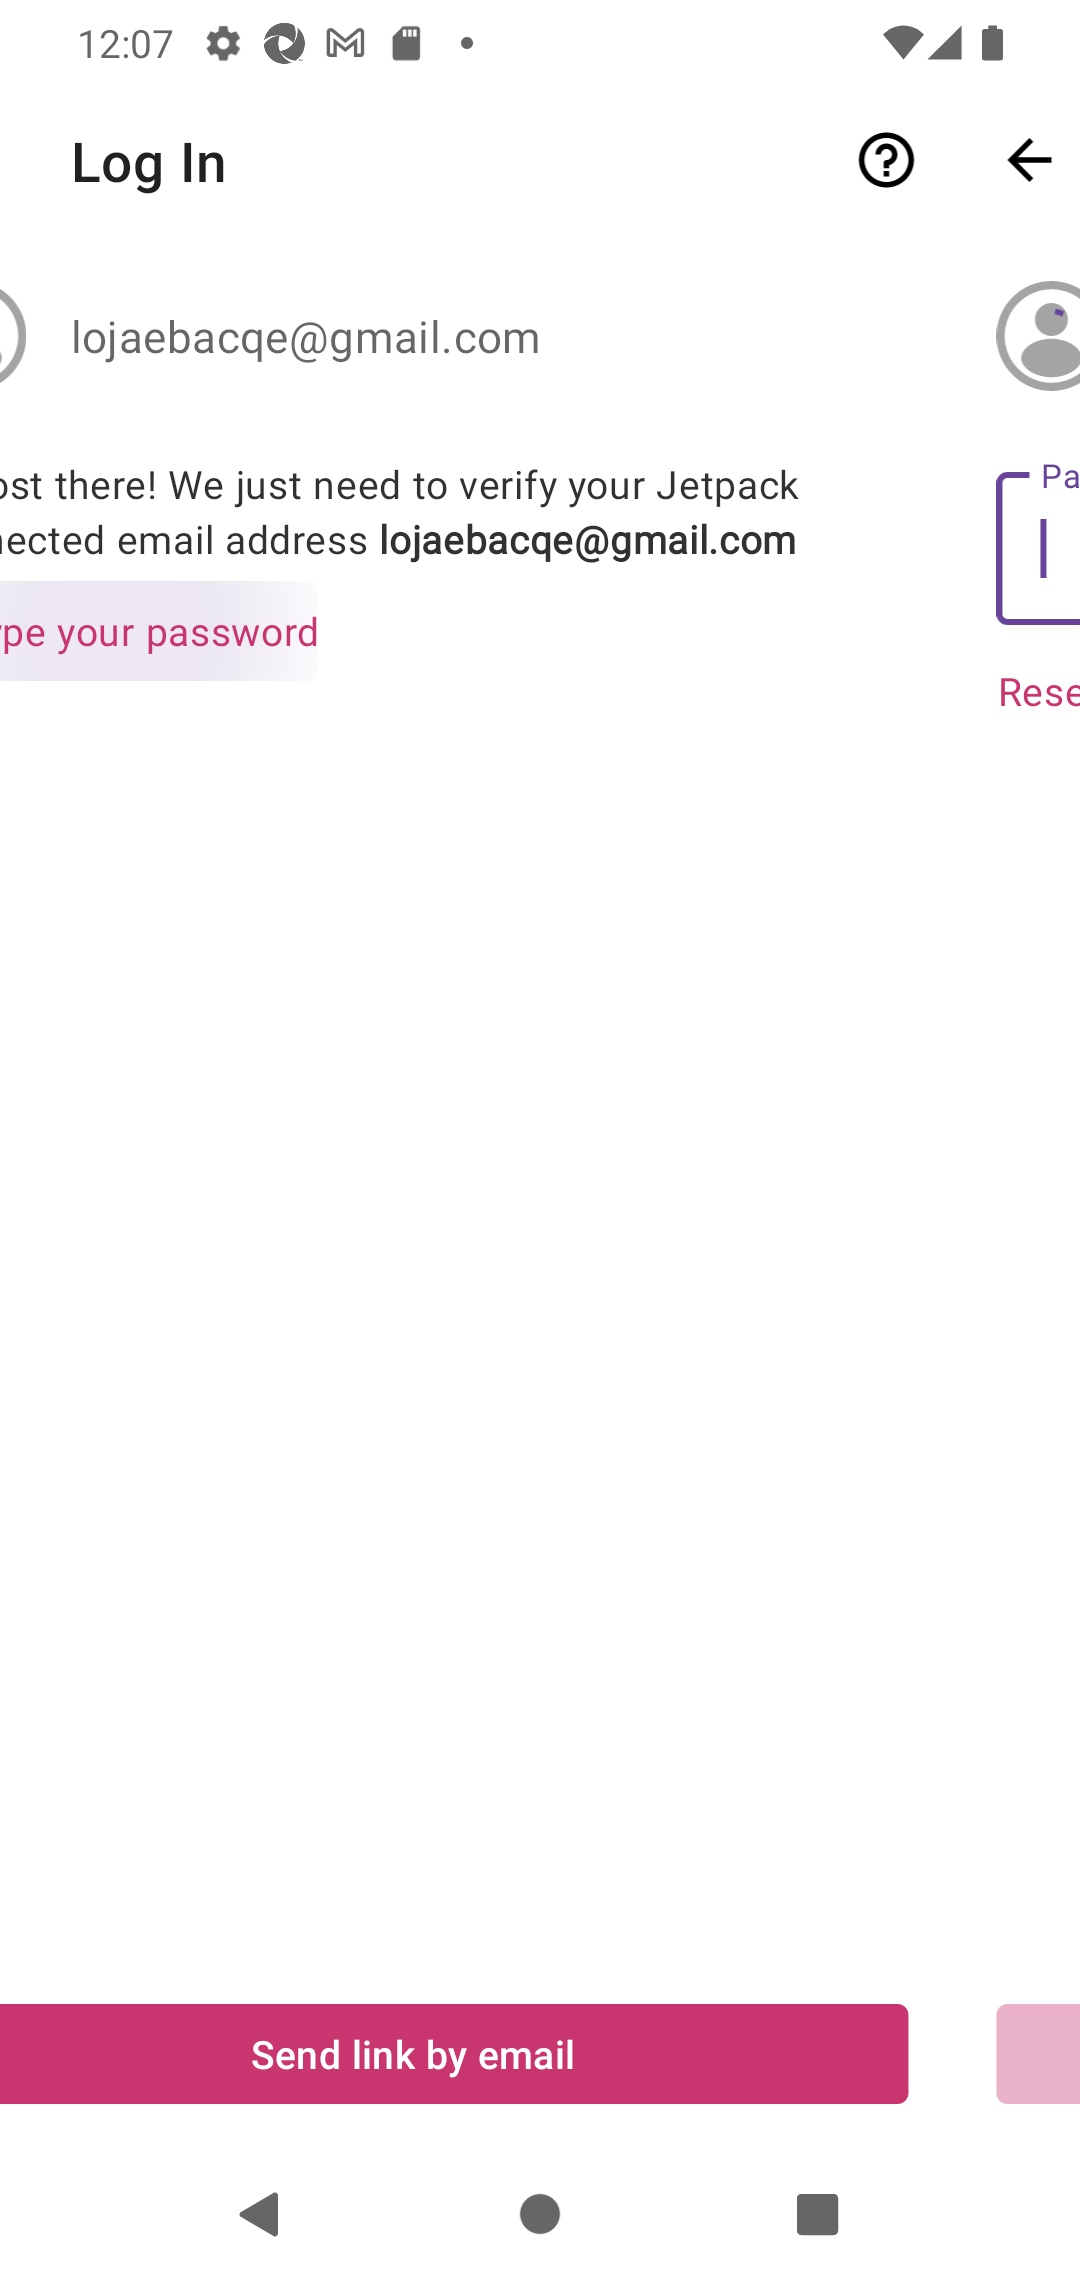 12:07
Log In
lojaebacqe@gmail.com
ost there! We just need to verify your Jetpack
nected email address lojaebacqe@gmail.com
Pa
ype your password
Rese
Send link by email